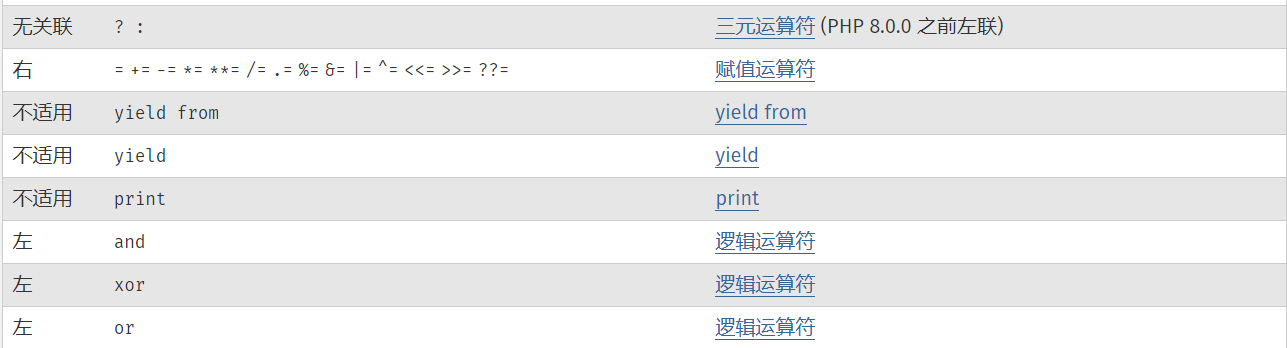 无关联 ? : 三元运算符 (PHP 8.0.0 之前左联)
右 = += -= *= **= /= .= %= &= |= ^= <<= >>= ??= 赋值运算符
不适用 yield from yield from
不适用 yield yield
不适用 print print
左 and 逻辑运算符
左 xor 逻辑运算符
左 or 逻辑运算符